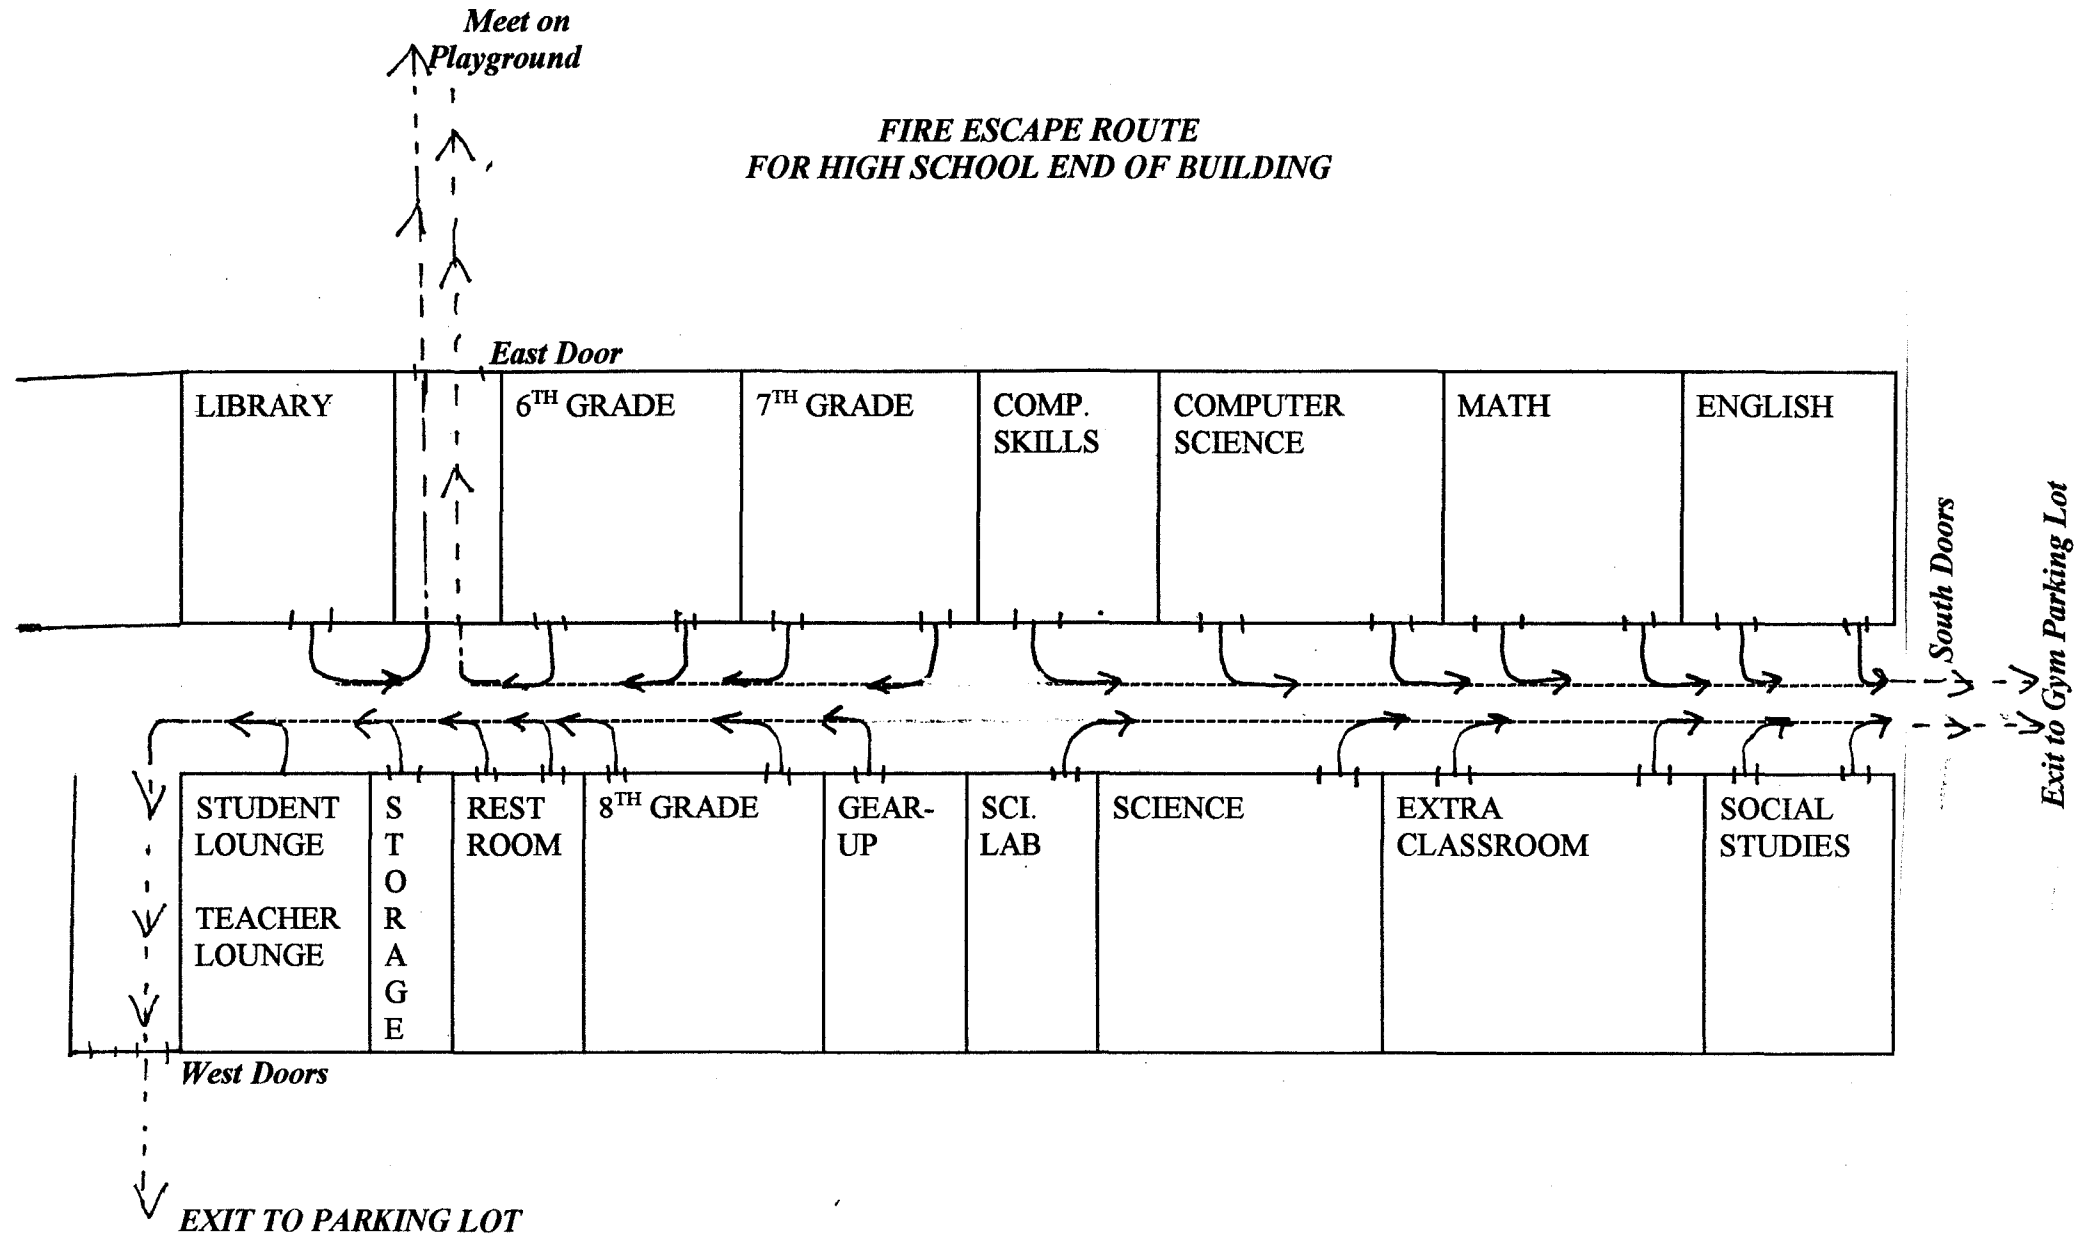 Meet on
Playground
FIRE ESCAPE ROUTE
FOR HIGH SCHOOL END OF BUILDING
East Door
LIBRARY
6TH GRADE
7TH GRADE
COMP.
SKILLS
COMPUTER
SCIENCE
MATH
ENGLISH
South Doors
Exit to Gym Parking Lot
STUDENT
LOUNGE
TEACHER
LOUNGE
S
T
O
R
A
G
E
REST
ROOM
8TH GRADE
GEAR-
UP
SCI.
LAB
SCIENCE
EXTRA
CLASSROOM
SOCIAL
STUDIES
West Doors
EXIT TO PARKING LOT